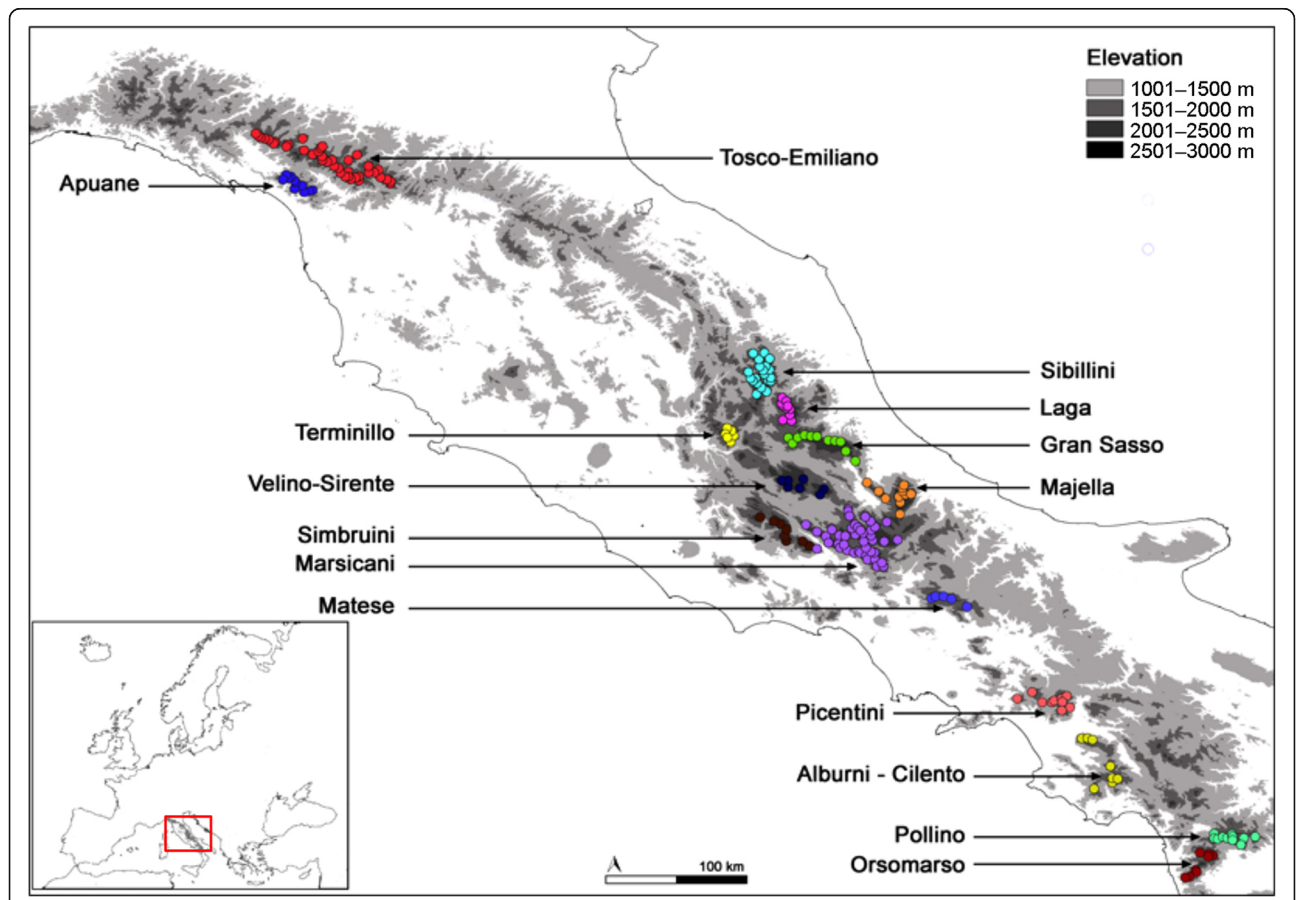 Elevation
1001–1500 m
1501–2000 m
2001–2500 m
2501–3000 m
Tosco-Emiliano
Apuane
Sibillini
Laga
Terminillo
Gran Sasso
Velino-Sirente
Majella
Simbruini
Marsicani
Matese
Picentini
Alburni - Cilento
Pollino
Orsomarso
100 km